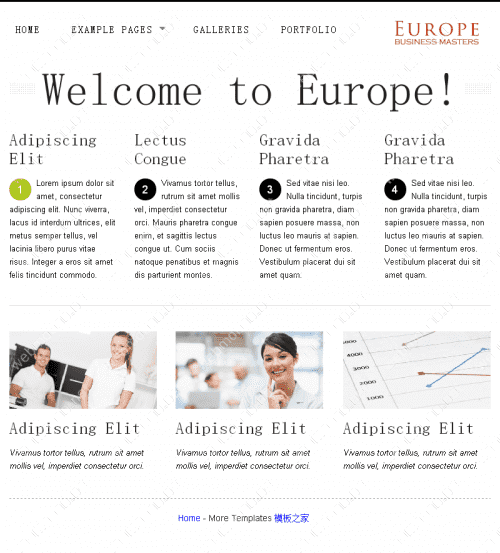 HOME EXAMPLE PAGES GALLERIES PORTFOLIO
EUROPE
BUSINESS MASTERS
Welcome to Europe!
Adipiscing
Elit
1 Lorem ipsum dolor sit
amet, consectetur
adipiscing elit. Nunc viverra,
lacus id interdum ultrices, elit
metus semper tellus, vel
lacinia libero purus vitae
risus. Integer a eros sit amet
felis tincidunt commodo.
Lectus
Congue
2 Vivamus tortor tellus,
rutrum sit amet mollis
vel, imperdiet consectetur
orci. Mauris pharetra congue
enim, et sagittis lectus
congue ut. Cum sociis
natoque penatibus et magnis
dis parturient montes.
Gravida
Pharetra
3 Sed vitae nisi leo.
Nulla tincidunt, turpis
non gravida pharetra, diam
sapien posuere massa, non
luctus leo mauris at sapien.
Donec ut fermentum eros.
Vestibulum placerat dui sit
amet quam.
Gravida
Pharetra
4 Sed vitae nisi leo.
Nulla tincidunt, turpis
non gravida pharetra, diam
sapien posuere massa, non
luctus leo mauris at sapien.
Donec ut fermentum eros.
Vestibulum placerat dui sit
amet quam.
4000
3000
2000
1000
Adipiscing Elit
Vivamus tortor tellus, rutrum sit amet
mollis vel, imperdiet consectetur orci.
Adipiscing Elit
Vivamus tortor tellus, rutrum sit amet
mollis vel, imperdiet consectetur orci.
Adipiscing Elit
Vivamus tortor tellus, rutrum sit amet
mollis vel, imperdiet consectetur orci.
Home - More Templates 模板之家